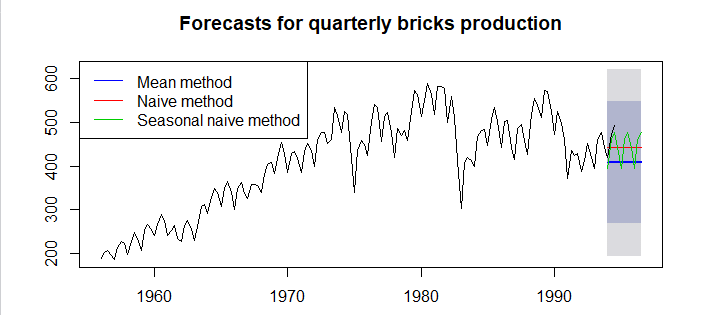 Forecasts for quarterly bricks production
Mean method
Naive method
Seasonal naive method
600
500
400
300
200
1960 1970 1980 1990